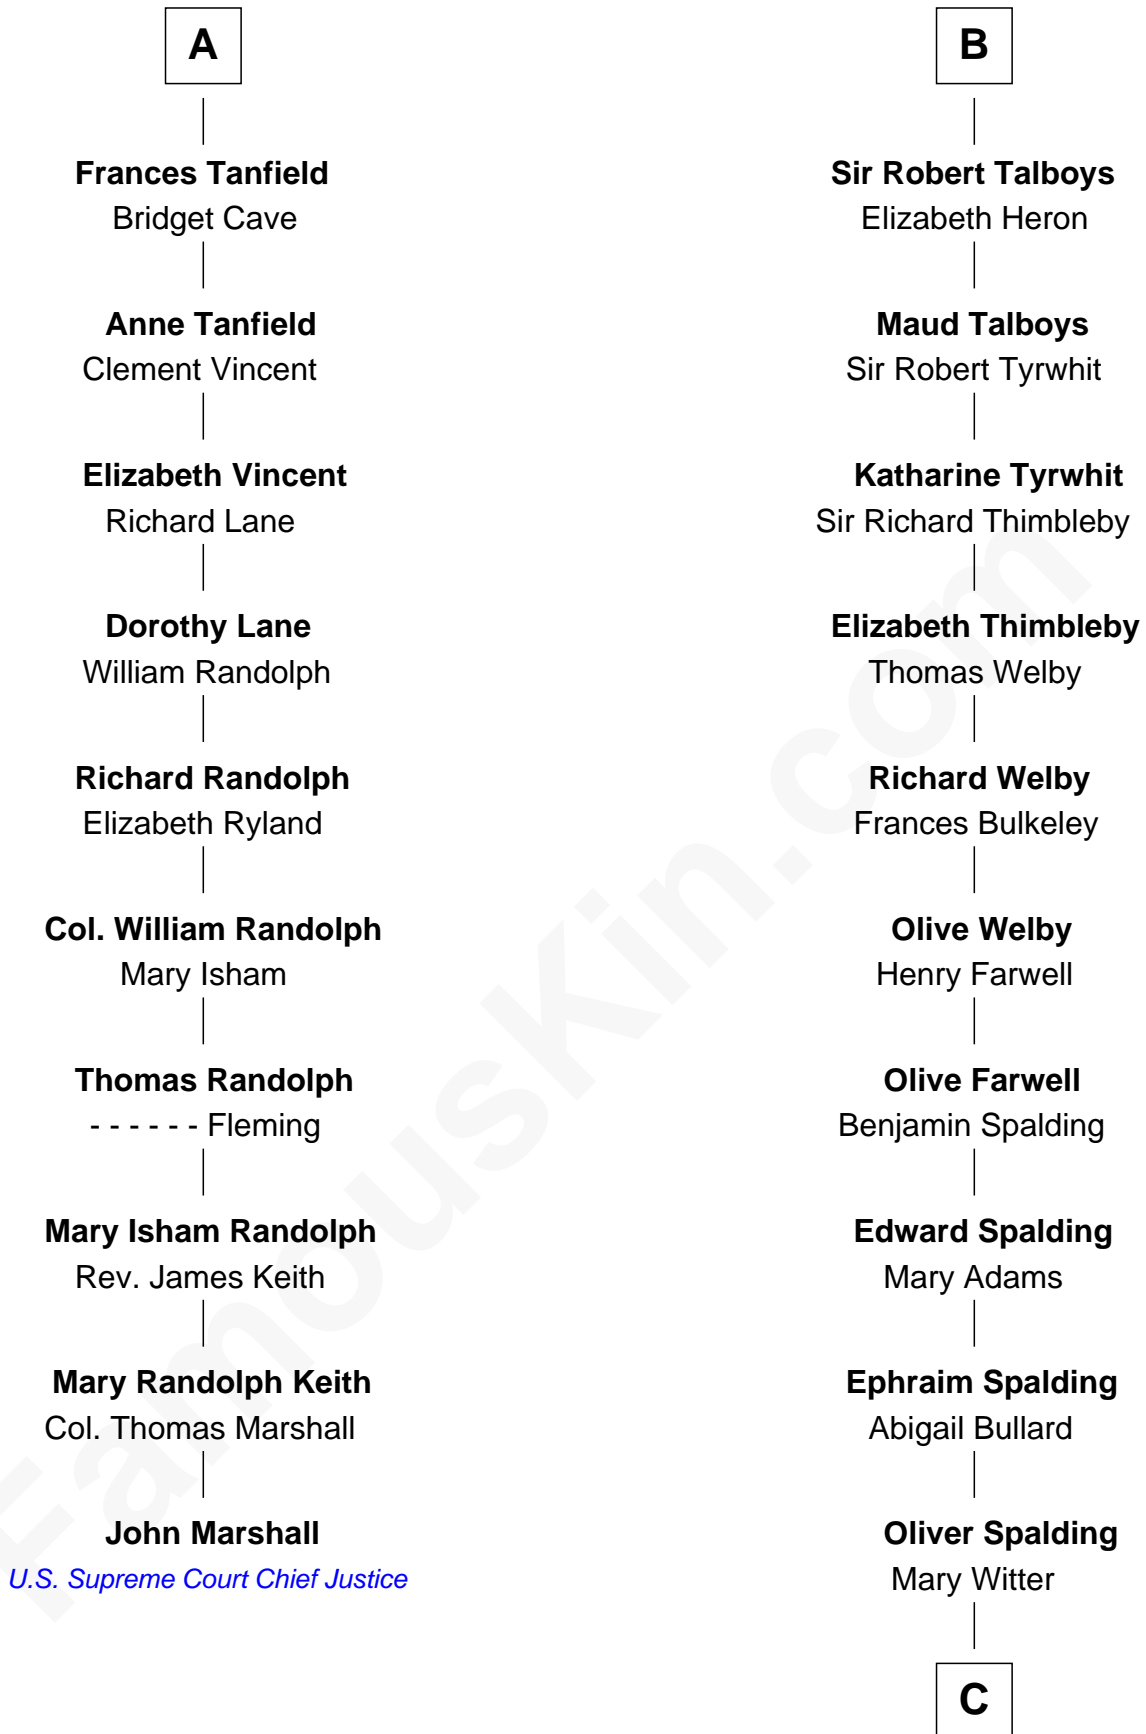 A
Frances Tanfield
Bridget Cave
Anne Tanfield
Clement Vincent
Elizabeth Vincent
Richard Lane
Dorothy Lane
William Randolph
Richard Randolph
Elizabeth Ryland
Col. William Randolph
Mary Isham
Thomas Randolph
- - - - - - Fleming
Mary Isham Randolph
Rev. James Keith
Mary Randolph Keith
Col. Thomas Marshall
John Marshall
U.S. Supreme Court Chief Justice
B
Sir Robert Talboys
Elizabeth Heron
Maud Talboys
Sir Robert Tyrwhit
Katharine Tyrwhit
Sir Richard Thimbleby
Elizabeth Thimbleby
Thomas Welby
Richard Welby
Frances Bulkeley
Olive Welby
Henry Farwell
Olive Farwell
Benjamin Spalding
Edward Spalding
Mary Adams
Ephraim Spalding
Abigail Bullard
Oliver Spalding
Mary Witter
C
FamousKin.com